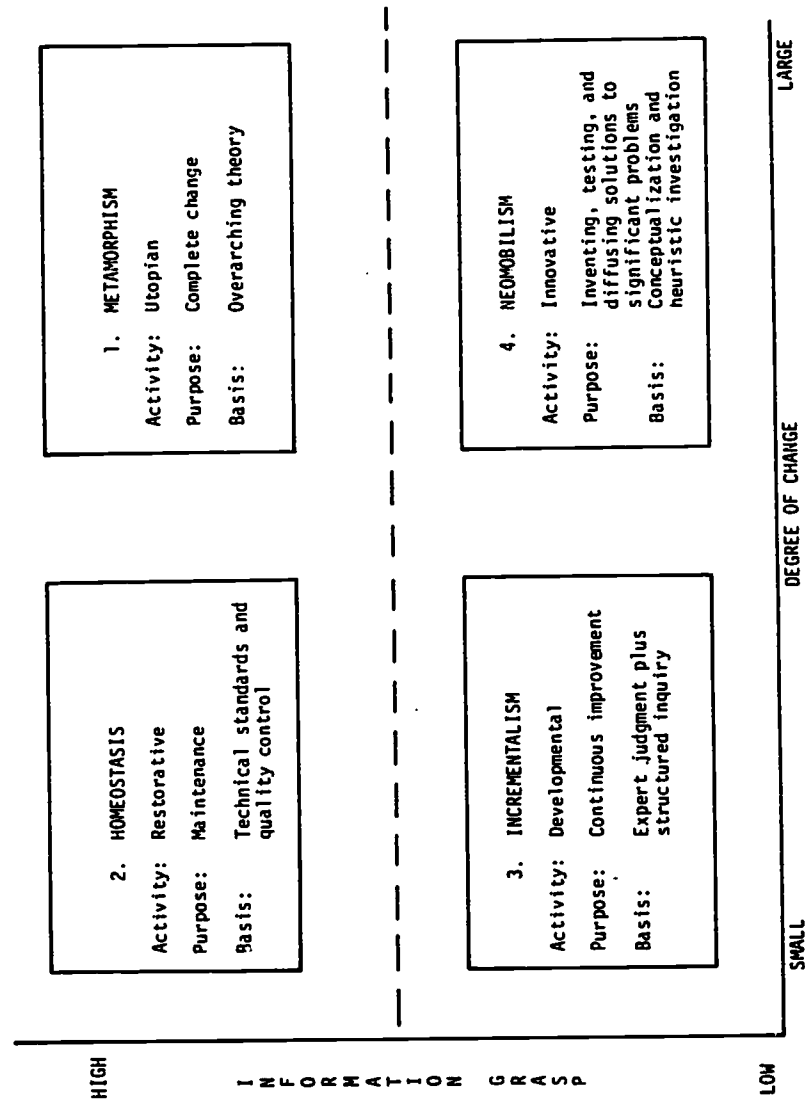 HIGH
INFORMATION GRASP
LOW
2. HOMEOSTASIS
Activity: Restorative
Purpose: Maintenance
Basis: Technical standards and
quality control
1. METAMORPHISM
Activity: Utopian
Purpose: Complete change
Basis: Overarching theory
3. INCREMENTALISM
Activity: Developmental
Purpose: Continuous improvement
Basis: Expert judgment plus
structured inquiry
4. NEOMOBILISM
Activity: Innovative
Purpose: Inventing, testing, and
diffusing solutions to
significant problems
Basis: Conceptualization and
heuristic investigation
SMALL
DEGREE OF CHANGE
LARGE